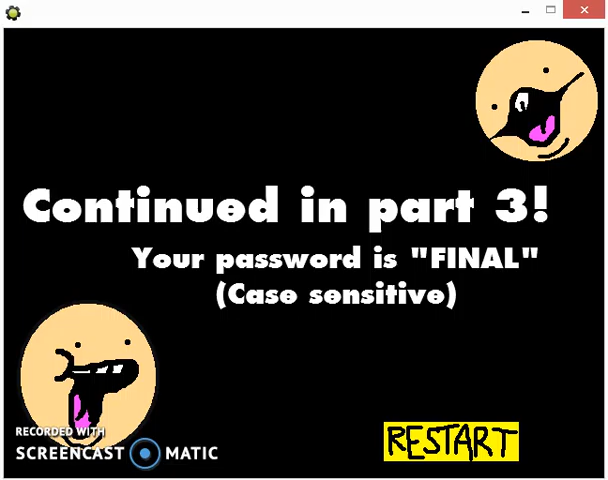 Continued in part 3!
Your password is "FINAL"
(Case sensitive)
RESTART
RECORDED WITH
SCREENCAST MATIC